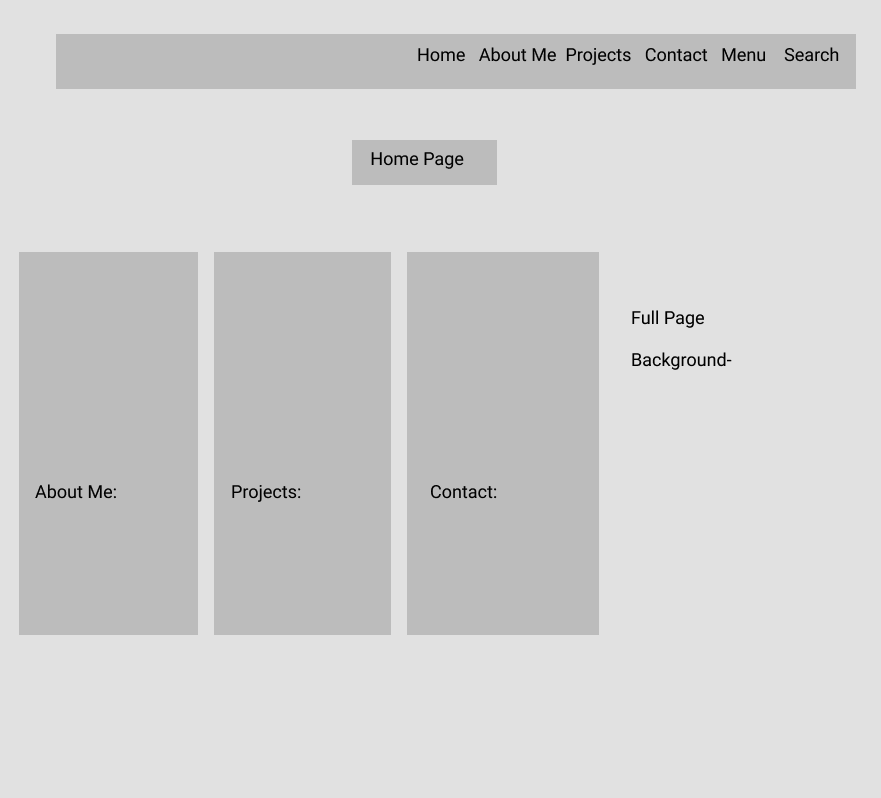 Home About Me Projects Contact Menu Search
Home Page
Full Page
Background-
About Me:
Projects:
Contact: